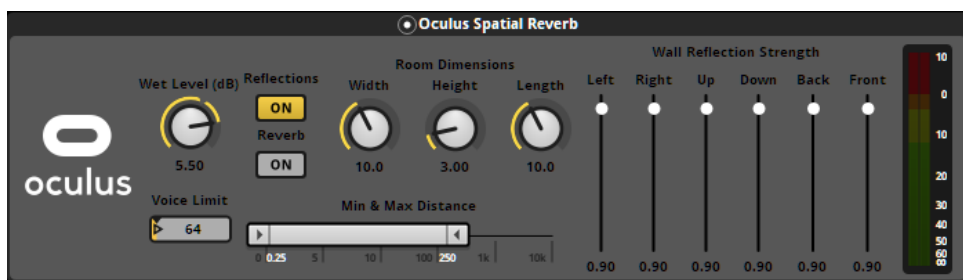 Oculus Spatial Reverb
Wet Level (dB)
5.50
Reflections
ON
Reverb
ON
Room Dimensions
Width Height Length
10.0 3.00 10.0
Wall Reflection Strength
Left Right Up Down Back Front
0.90 0.90 0.90 0.90 0.90 0.90
oculus
Voice Limit
64
Min & Max Distance
0 0.25 5 10 100 250 1k 10k
10
0
10
20
30
40
50
60